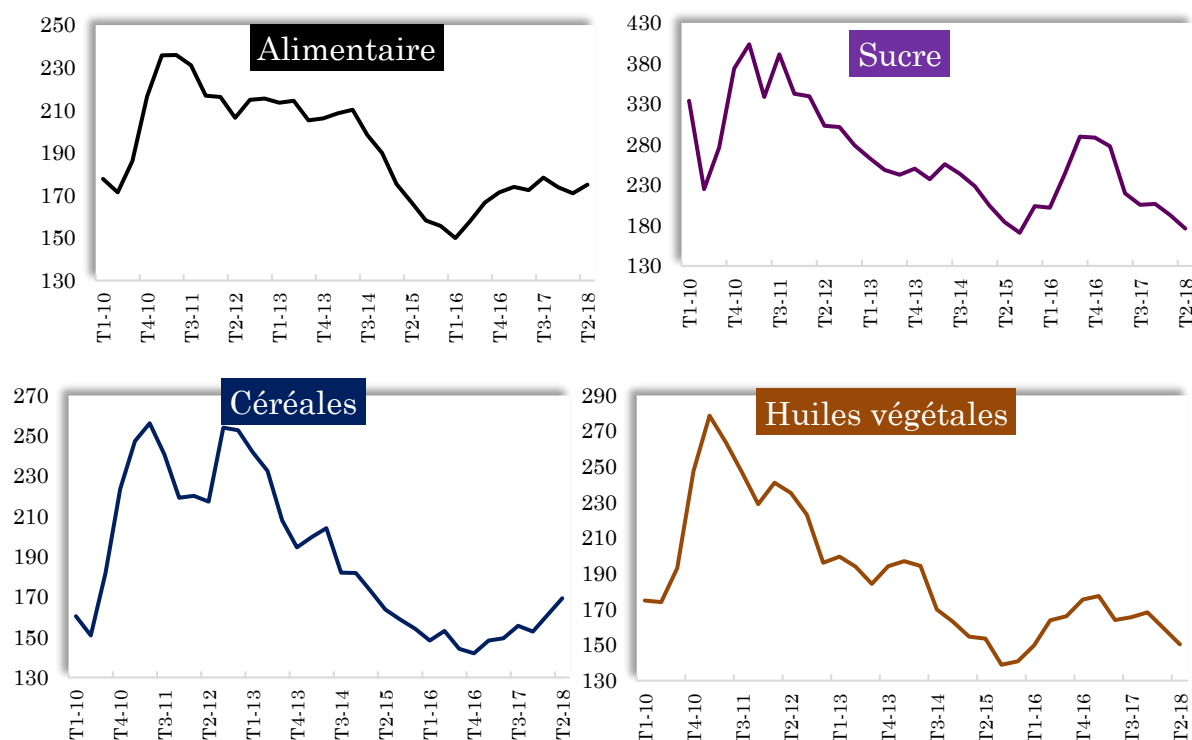 Alimentaire
250
230
210
190
170
150
130
T1-10
T4-10
T3-11
T2-12
T1-13
T4-13
T3-14
T2-15
T1-16
T4-16
T3-17
T2-18
Sucre
430
380
330
280
230
180
130
T1-10
T4-10
T3-11
T2-12
T1-13
T4-13
T3-14
T2-15
T1-16
T4-16
T3-17
T2-18
Céréales
270
250
230
210
190
170
150
130
T1-10
T4-10
T3-11
T2-12
T1-13
T4-13
T3-14
T2-15
T1-16
T4-16
T3-17
T2-18
Huiles végétales
290
270
250
230
210
190
170
150
130
T1-10
T4-10
T3-11
T2-12
T1-13
T4-13
T3-14
T2-15
T1-16
T4-16
T3-17
T2-18